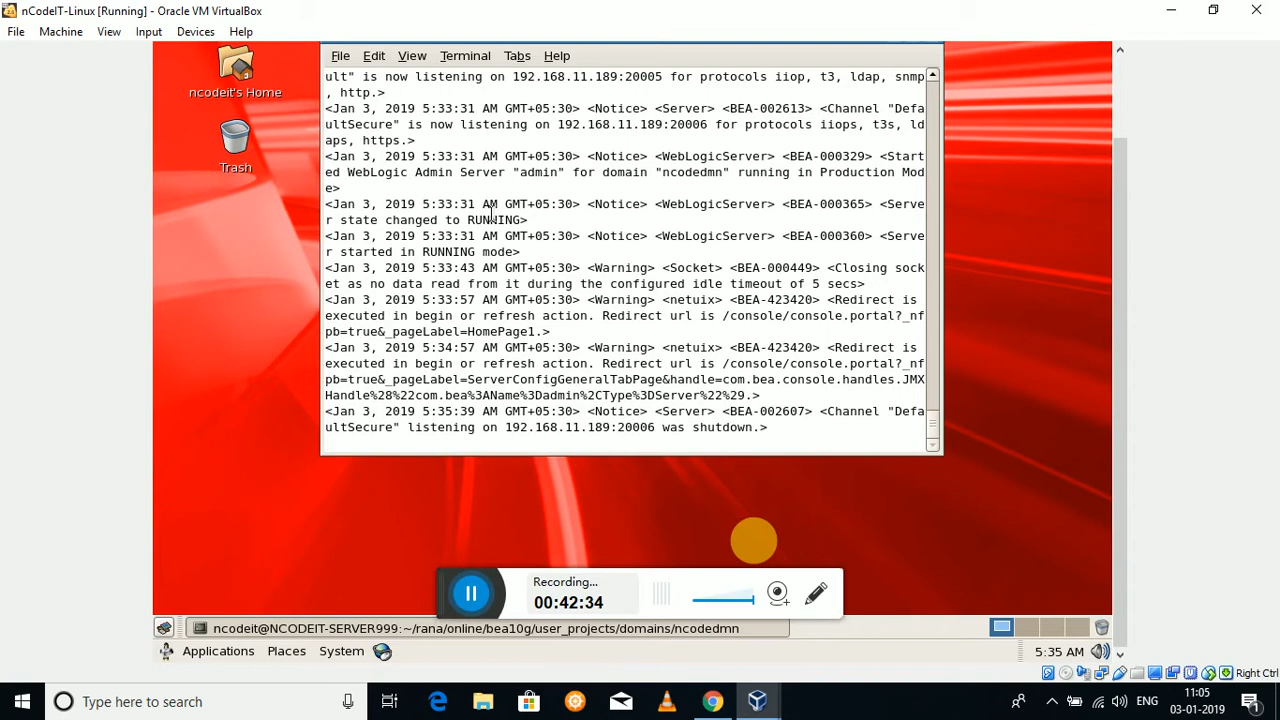 nCodeIT-Linux [Running] - Oracle VM VirtualBox
File Machine View Input Devices Help
ncodeit's Home
Trash
File Edit View Terminal Tabs Help
ult" is now listening on 192.168.11.189:20005 for protocols iiop, t3, ldap, snmp
, http.>
<Jan 3, 2019 5:33:31 AM GMT+05:30> <Notice> <Server> <BEA-002613> <Channel "Defa
ultSecure" is now listening on 192.168.11.189:20006 for protocols iiops, t3s, ld
aps, https.>
<Jan 3, 2019 5:33:31 AM GMT+05:30> <Notice> <WebLogicServer> <BEA-000329> <Start
ed WebLogic Admin Server "admin" for domain "ncodedmn" running in Production Mod
e>
<Jan 3, 2019 5:33:31 AM GMT+05:30> <Notice> <WebLogicServer> <BEA-000365> <Serve
r state changed to RUNNING>
<Jan 3, 2019 5:33:31 AM GMT+05:30> <Notice> <WebLogicServer> <BEA-000360> <Serve
r started in RUNNING mode>
<Jan 3, 2019 5:33:43 AM GMT+05:30> <Warning> <Socket> <BEA-000449> <Closing sock
et as no data read from it during the configured idle timeout of 5 secs>
<Jan 3, 2019 5:33:57 AM GMT+05:30> <Warning> <netuix> <BEA-423420> <Redirect is
executed in begin or refresh action. Redirect url is /console/console.portal?_nf
pb=true&_pageLabel=HomePage1.>
<Jan 3, 2019 5:34:57 AM GMT+05:30> <Warning> <netuix> <BEA-423420> <Redirect is
executed in begin or refresh action. Redirect url is /console/console.portal?_nf
pb=true&_pageLabel=ServerConfigGeneralTabPage&handle=com.bea.console.handles.JMX
Handle%28%22com.bea%3AName%3Dadmin%2CType%3DServer%22%29.>
<Jan 3, 2019 5:35:39 AM GMT+05:30> <Notice> <Server> <BEA-002607> <Channel "Defa
ultSecure" listening on 192.168.11.189:20006 was shutdown.>
Recording...
00:42:34
ncodeit@NCODEIT-SERVER999:~/rana/online/bea10g/user_projects/domains/ncodedmn
Applications Places System 5:35 AM
Right Ctrl
Type here to search
ENG
11:05
03-01-2019
1